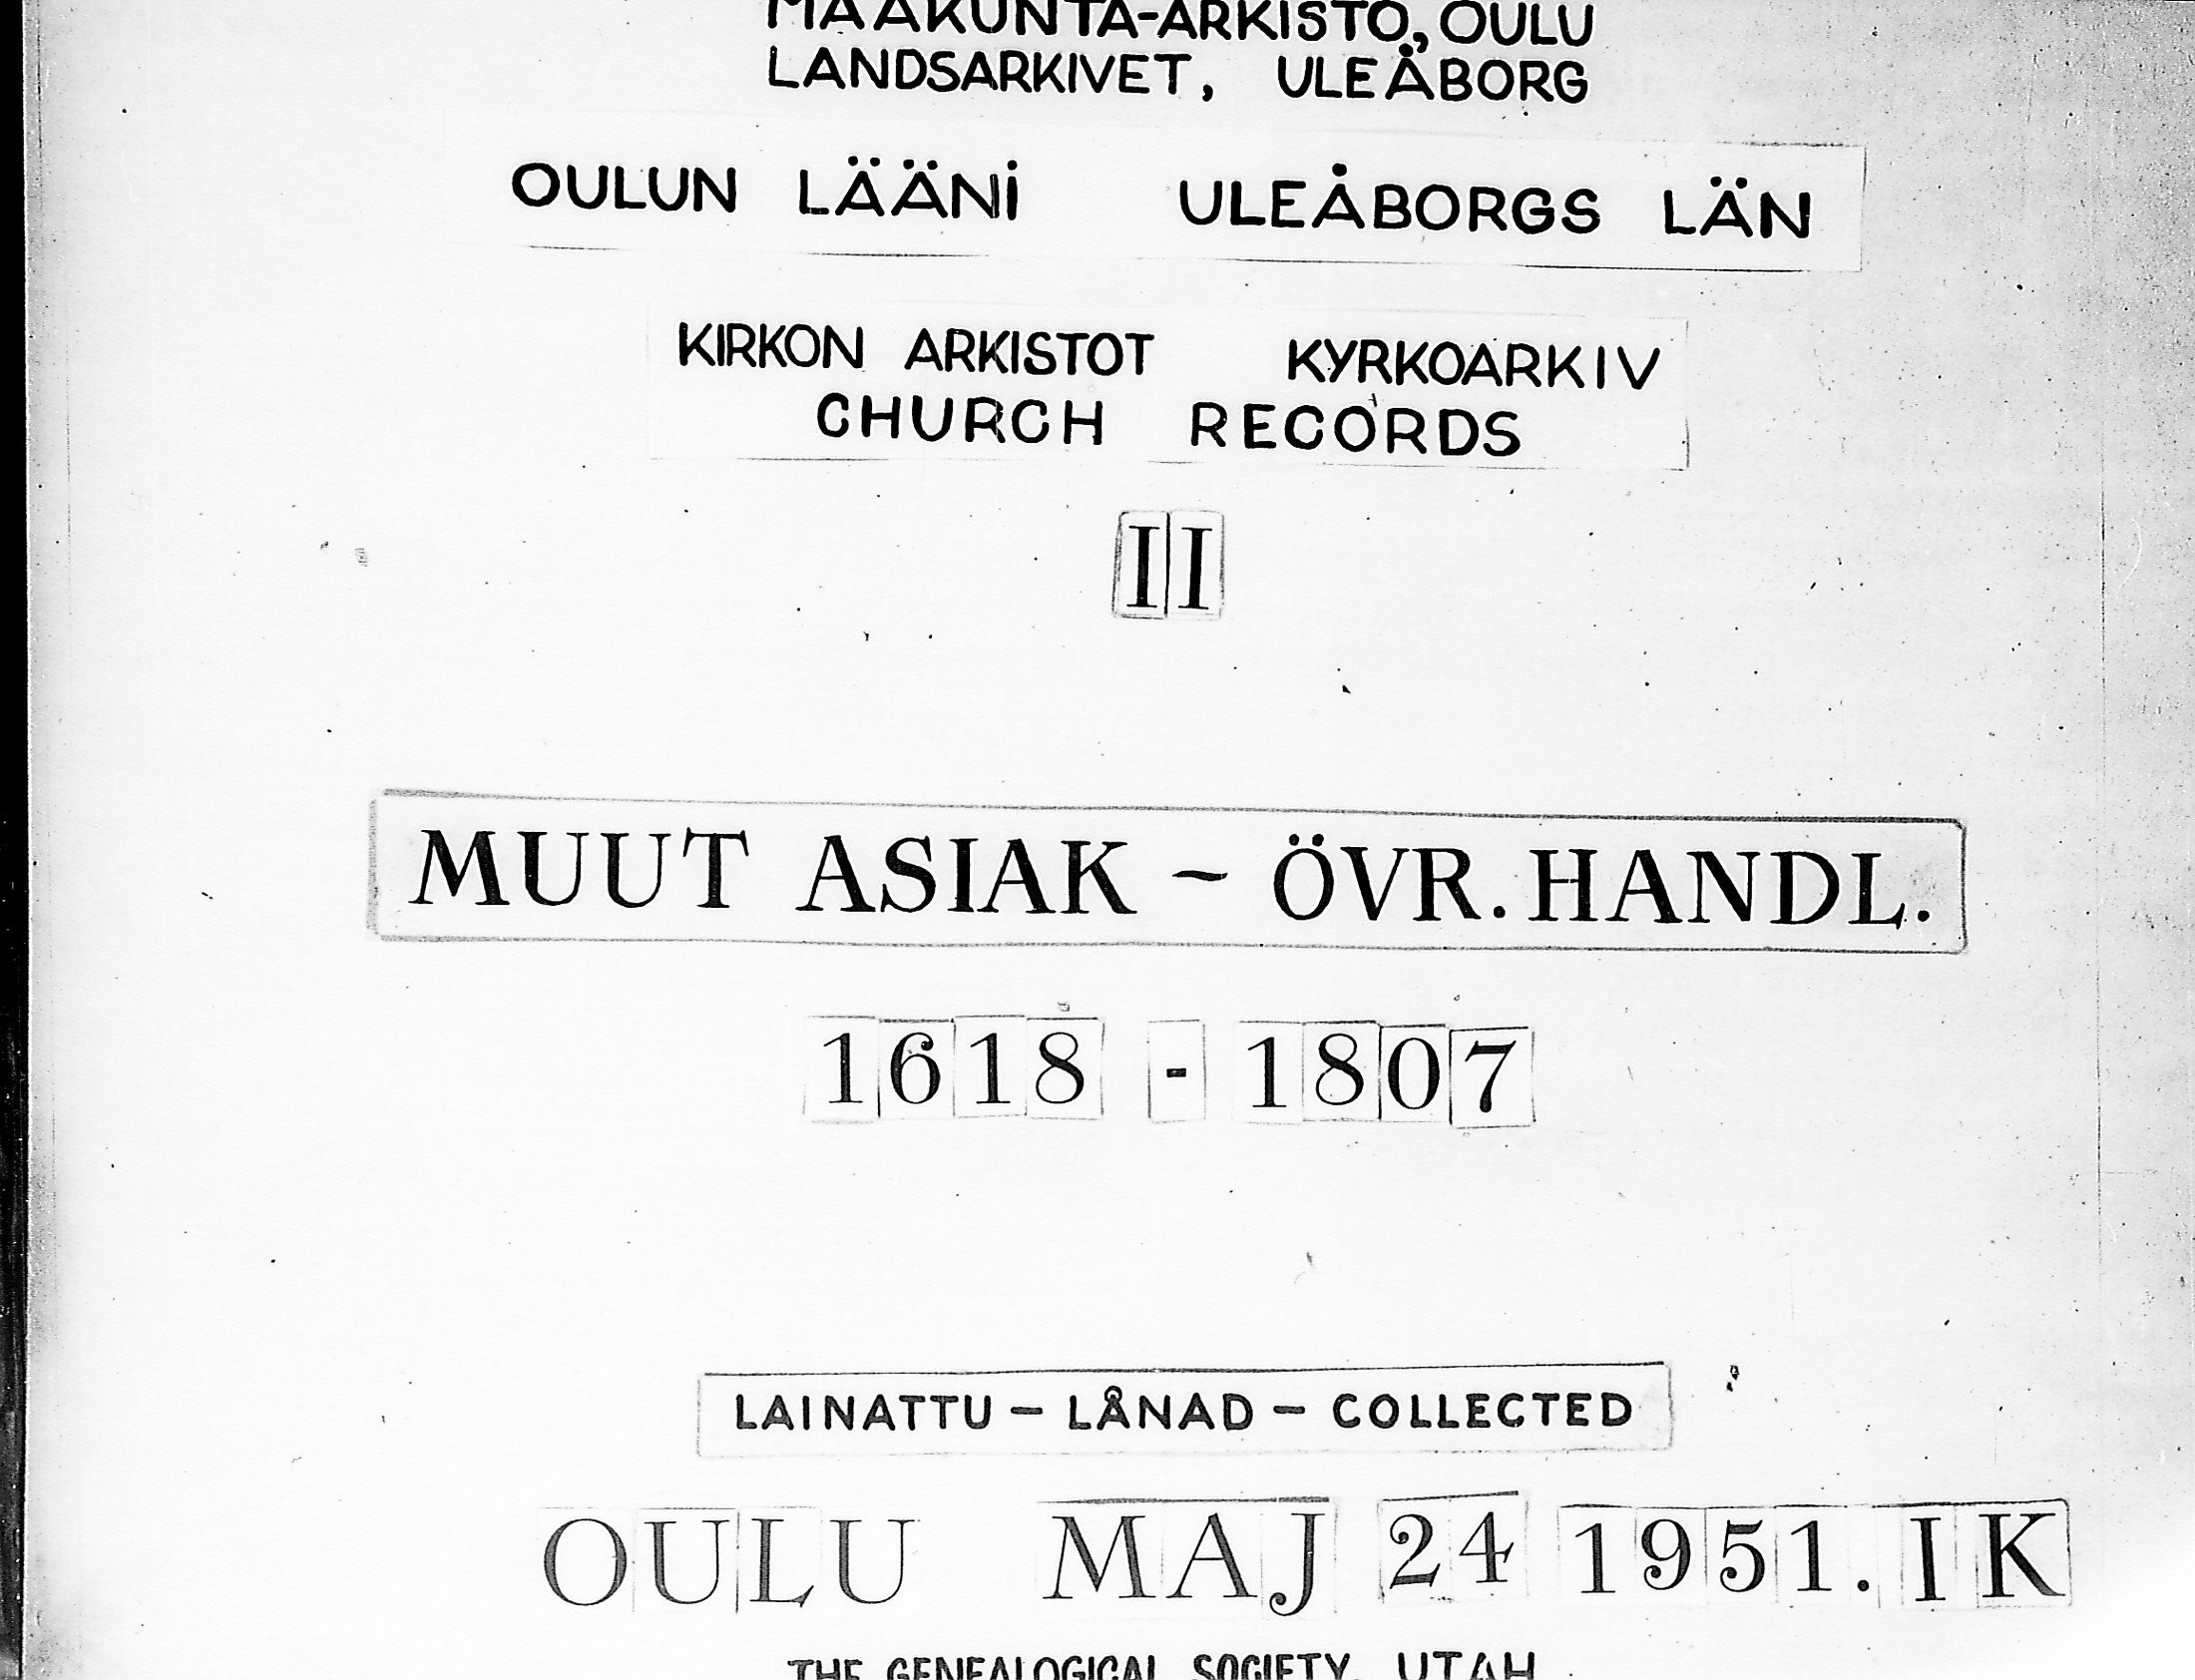 MAAKUNTA-ARKISTO, OULU
LANDSARKIVET, ULEÅBORG
OULUN LÄÄNI ULEÅBORGS LÄN
KIRKON ARKISTOT KYRKOARKIV
CHURCH RECORDS
II
MUUT ASIAK ~ ÖVR. HANDL.
1618 - 1807
LAINATTU - LÅNAD - COLLECTED
OULU MAJ 24 1951. IK
THE GENEALOGICAL SOCIETY, UTAH